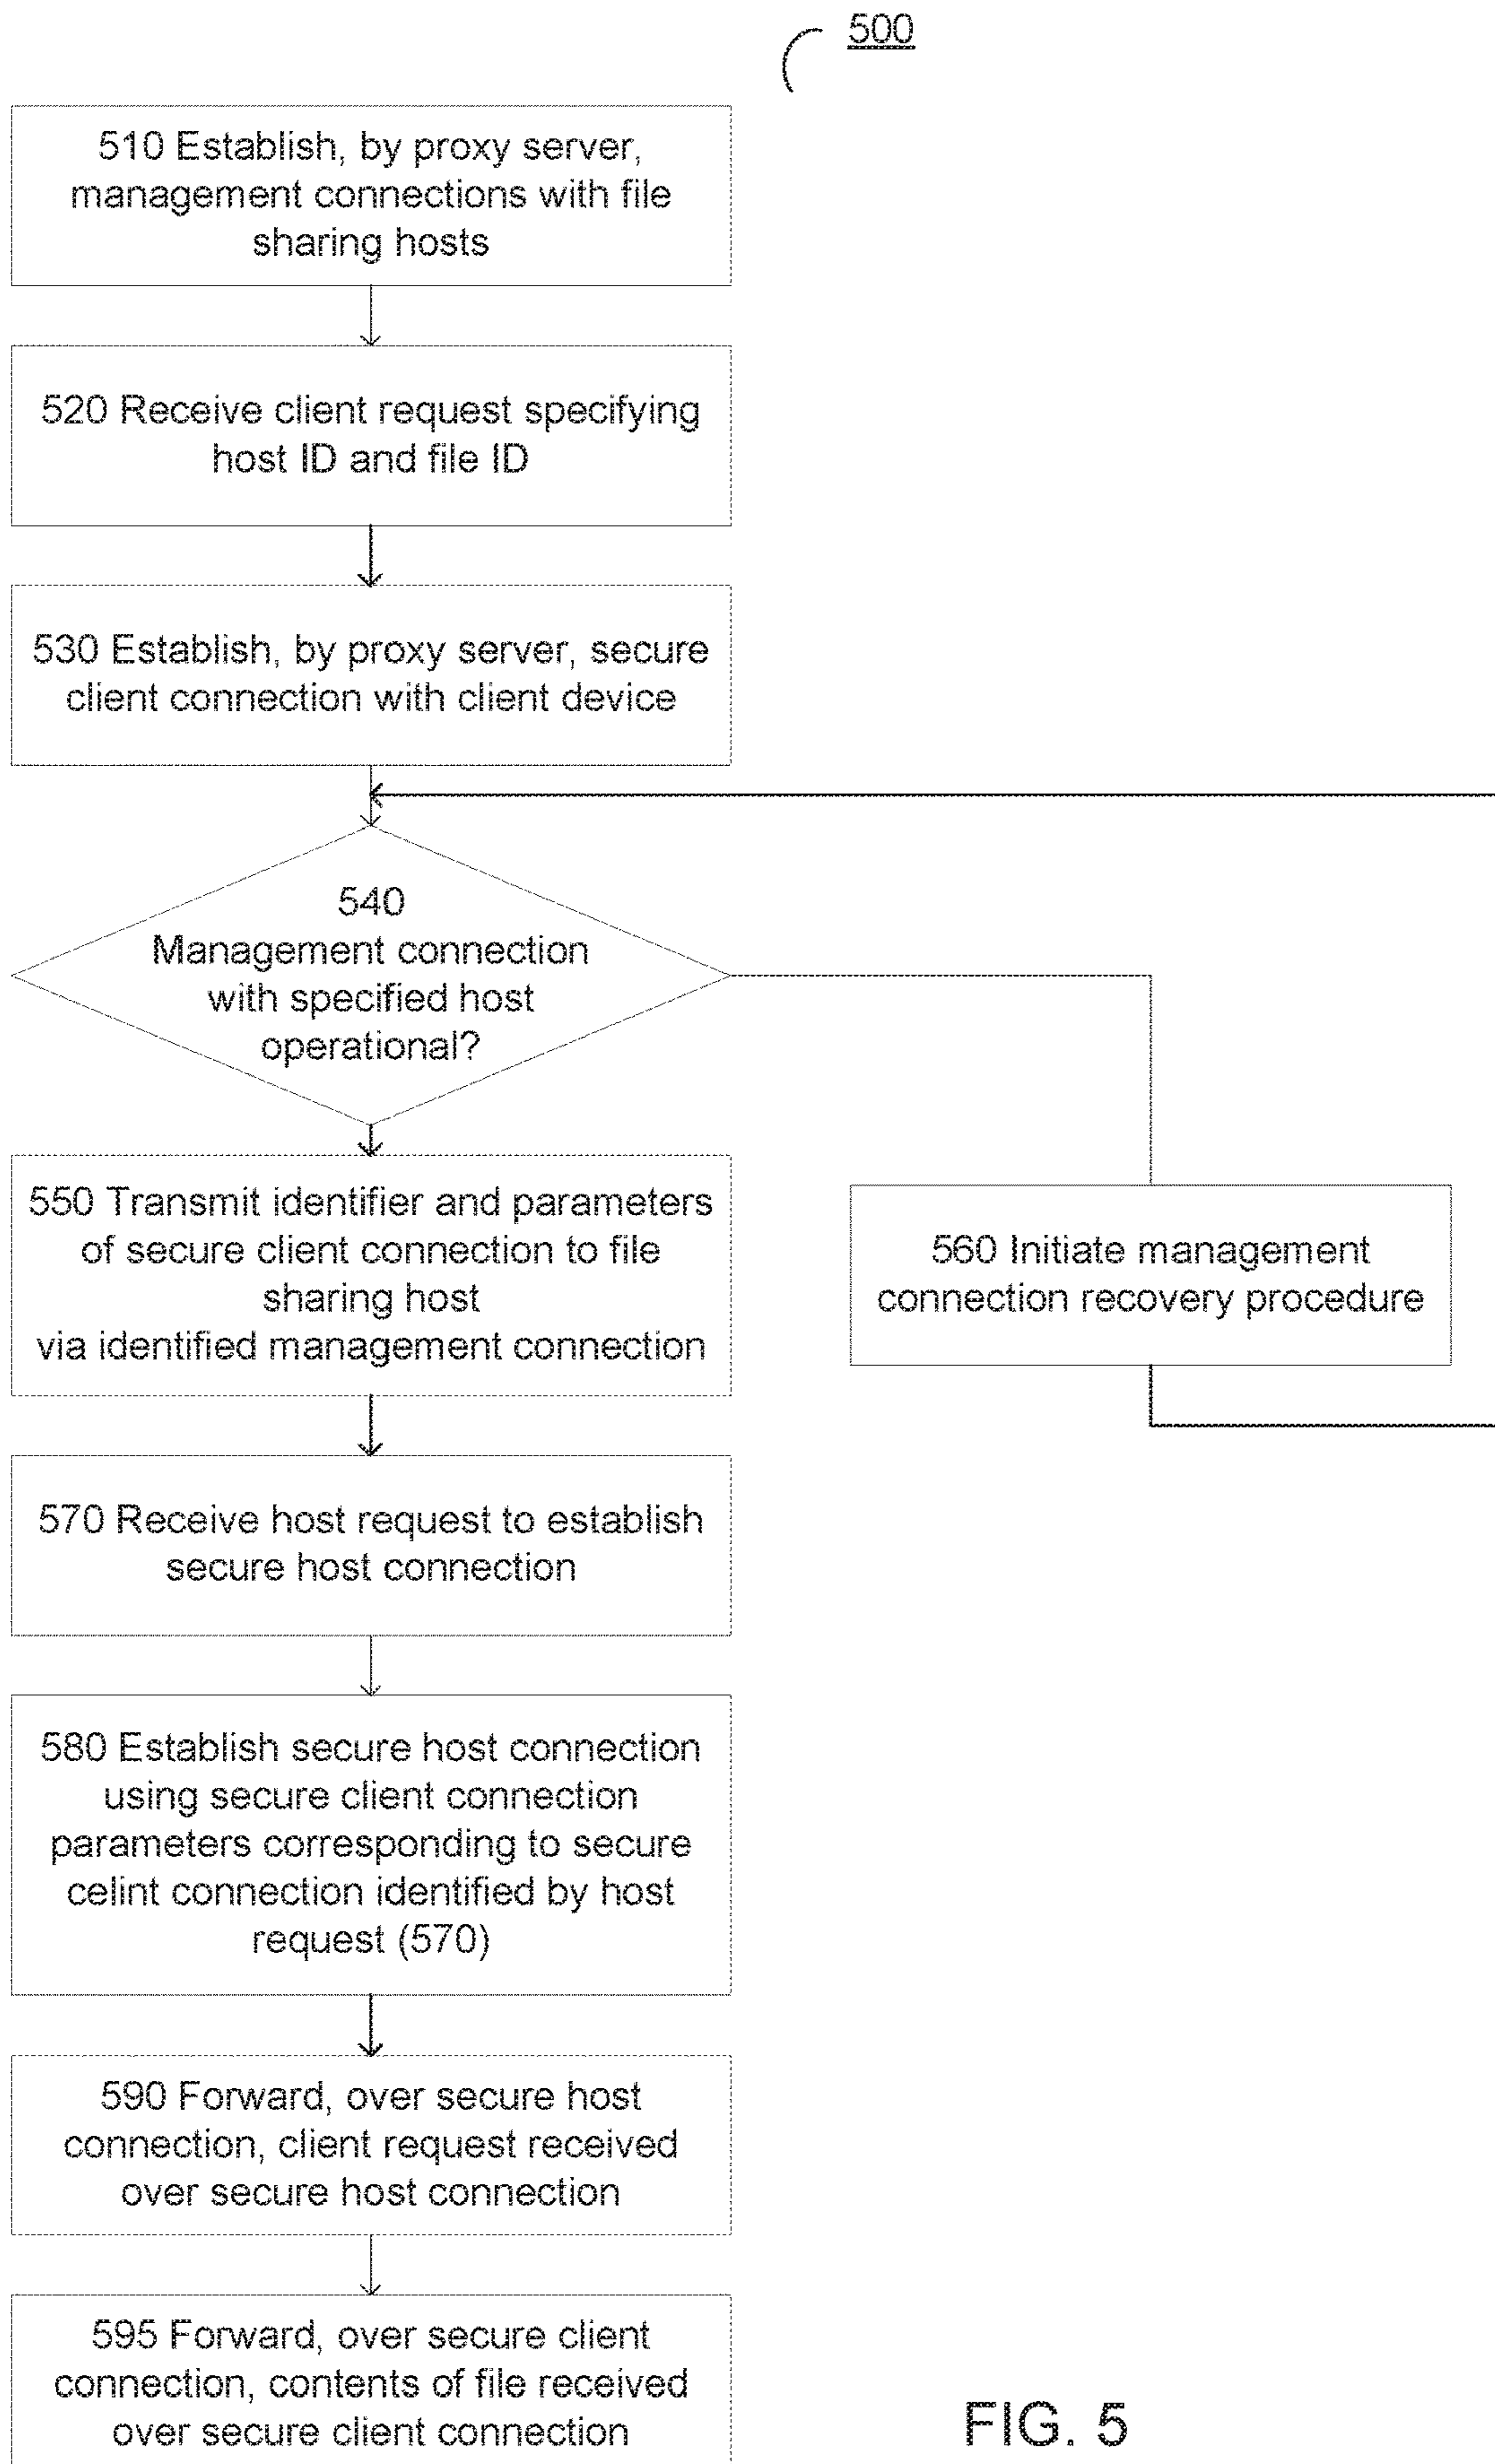 500
510 Establish, by proxy server,
management connections with file
sharing hosts
520 Receive client request specifying
host ID and file ID
530 Establish, by proxy server, secure
client connection with client device
540
Management connection
with specified host
operational?
550 Transmit identifier and parameters
of secure client connection to file
sharing host
via identified management connection
560 Initiate management
connection recovery procedure
570 Receive host request to establish
secure host connection
580 Establish secure host connection
using secure client connection
parameters corresponding to secure
celint connection identified by host
request (570)
590 Forward, over secure host
connection, client request received
over secure host connection
595 Forward, over secure client
connection, contents of file received
over secure client connection
FIG. 5